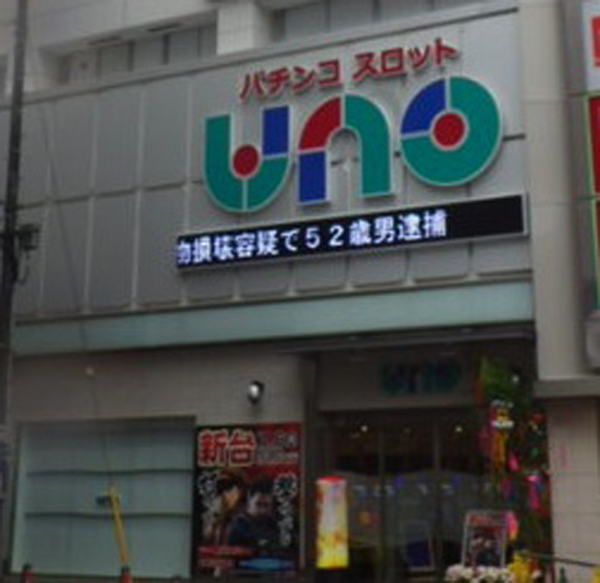 パチンコ スロット
uno
物損壊容疑で52歳男逮捕
uno
新台